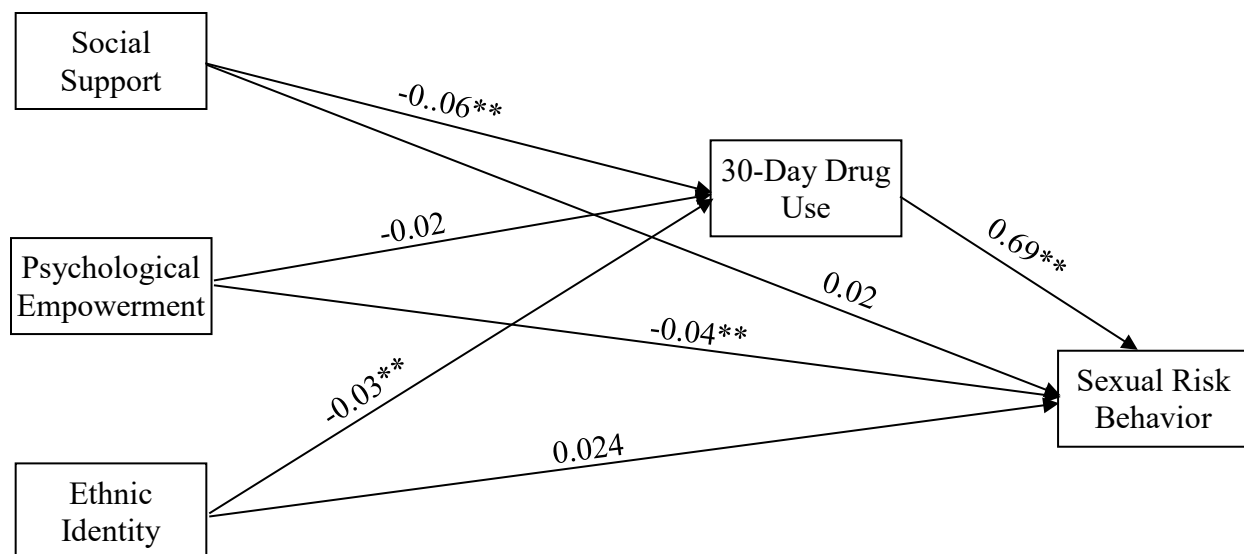 Social
Support
-0..06**
30-Day Drug
Use
-0.02
0.69**
Psychological
Empowerment
0.02
-0.04**
-0.03**
Sexual Risk
Behavior
0.024
Ethnic
Identity